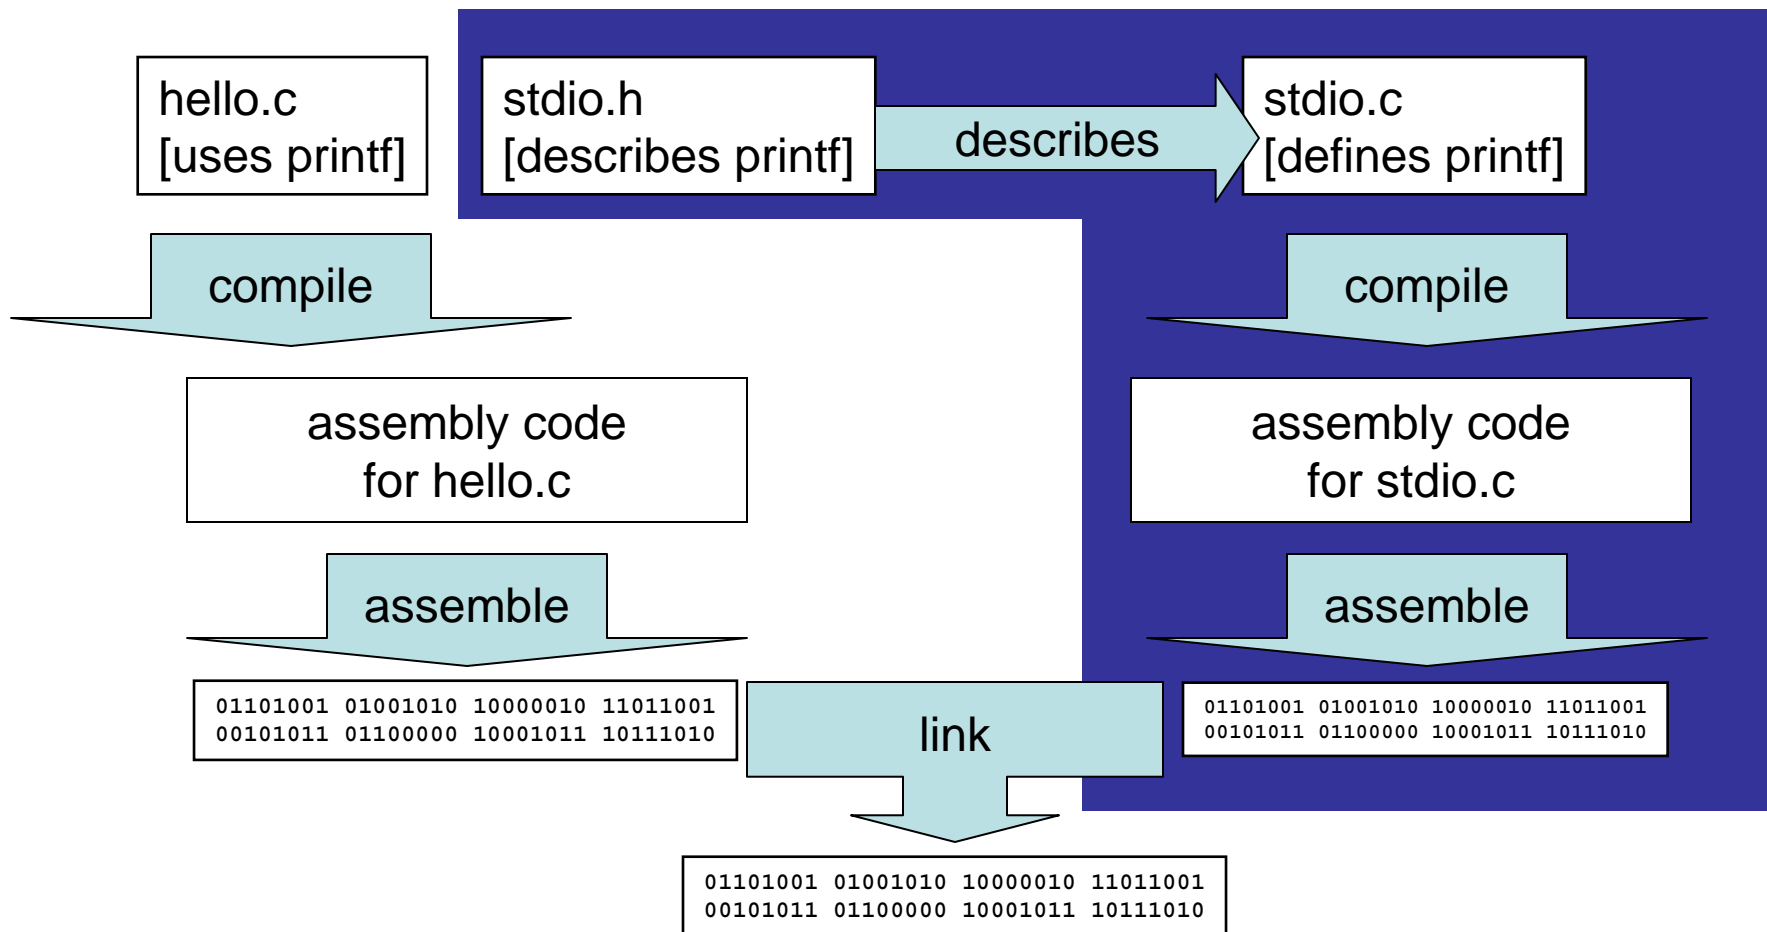 hello.c
[uses printf]
stdio.h
[describes printf]
describes
stdio.c
[defines printf]
compile
compile
assembly code
for hello.c
assembly code
for stdio.c
assemble
assemble
01101001 01001010 10000010 11011001
00101011 01100000 10001011 10111010
link
01101001 01001010 10000010 11011001
00101011 01100000 10001011 10111010
01101001 01001010 10000010 11011001
00101011 01100000 10001011 10111010